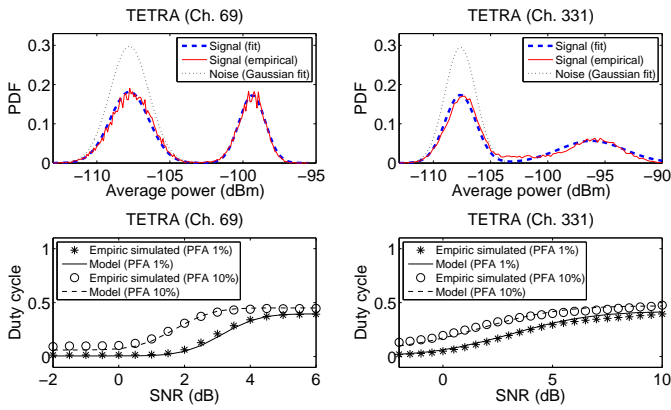 TETRA (Ch. 69)
0.3
0.2
0.1
0
PDF
Signal (fit)
Signal (empirical)
Noise (Gaussian fit)
−110 −105 −100 −95
Average power (dBm)
TETRA (Ch. 331)
0.3
0.2
0.1
0
PDF
Signal (fit)
Signal (empirical)
Noise (Gaussian fit)
−110 −105 −100 −95 −90
Average power (dBm)
TETRA (Ch. 69)
1
0.5
0
Duty cycle
Empiric simulated (PFA 1%)
Model (PFA 1%)
Empiric simulated (PFA 10%)
Model (PFA 10%)
−2 0 2 4 6
SNR (dB)
TETRA (Ch. 331)
1
0.5
0
Duty cycle
Empiric simulated (PFA 1%)
Model (PFA 1%)
Empiric simulated (PFA 10%)
Model (PFA 10%)
0 5 10
SNR (dB)